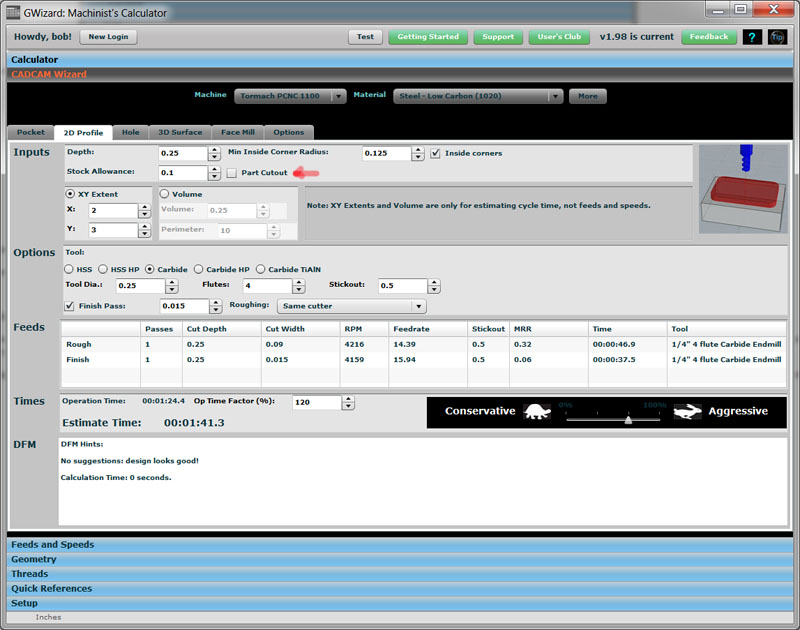 GWizard: Machinist's Calculator
Howdy, bob! New Login Test Getting Started Support User's Club v1.98 is current Feedback ? Tip
Calculator
CADCAM Wizard
Machine Tormach PCNC 1100 Material Steel - Low Carbon (1020) More
Pocket 2D Profile Hole 3D Surface Face Mill Options
Inputs Depth: 0.25 Min Inside Corner Radius: 0.125 Inside corners
Stock Allowance: 0.1 Part Cutout
XY Extent Volume
X: 2 Volume: 0.25 Note: XY Extents and Volume are only for estimating cycle time, not feeds and speeds.
Y: 3 Perimeter: 10
Options Tool:
HSS HSS HP Carbide Carbide HP Carbide TiAlN
Tool Dia.: 0.25 Flutes: 4 Stickout: 0.5
Finish Pass: 0.015 Roughing: Same cutter
Feeds Passes Cut Depth Cut Width RPM Feedrate Stickout MRR Time Tool
Rough 1 0.25 0.09 4216 14.39 0.5 0.32 00:00:46.9 1/4" 4 flute Carbide Endmill
Finish 1 0.25 0.015 4159 15.94 0.5 0.06 00:00:37.5 1/4" 4 flute Carbide Endmill
Times Operation Time: 00:01:24.4 Op Time Factor (%): 120
0% 100%
Conservative Aggressive
Estimate Time: 00:01:41.3
DFM DFM Hints:
No suggestions: design looks good!
Calculation Time: 0 seconds.
Feeds and Speeds
Geometry
Threads
Quick References
Setup
Inches